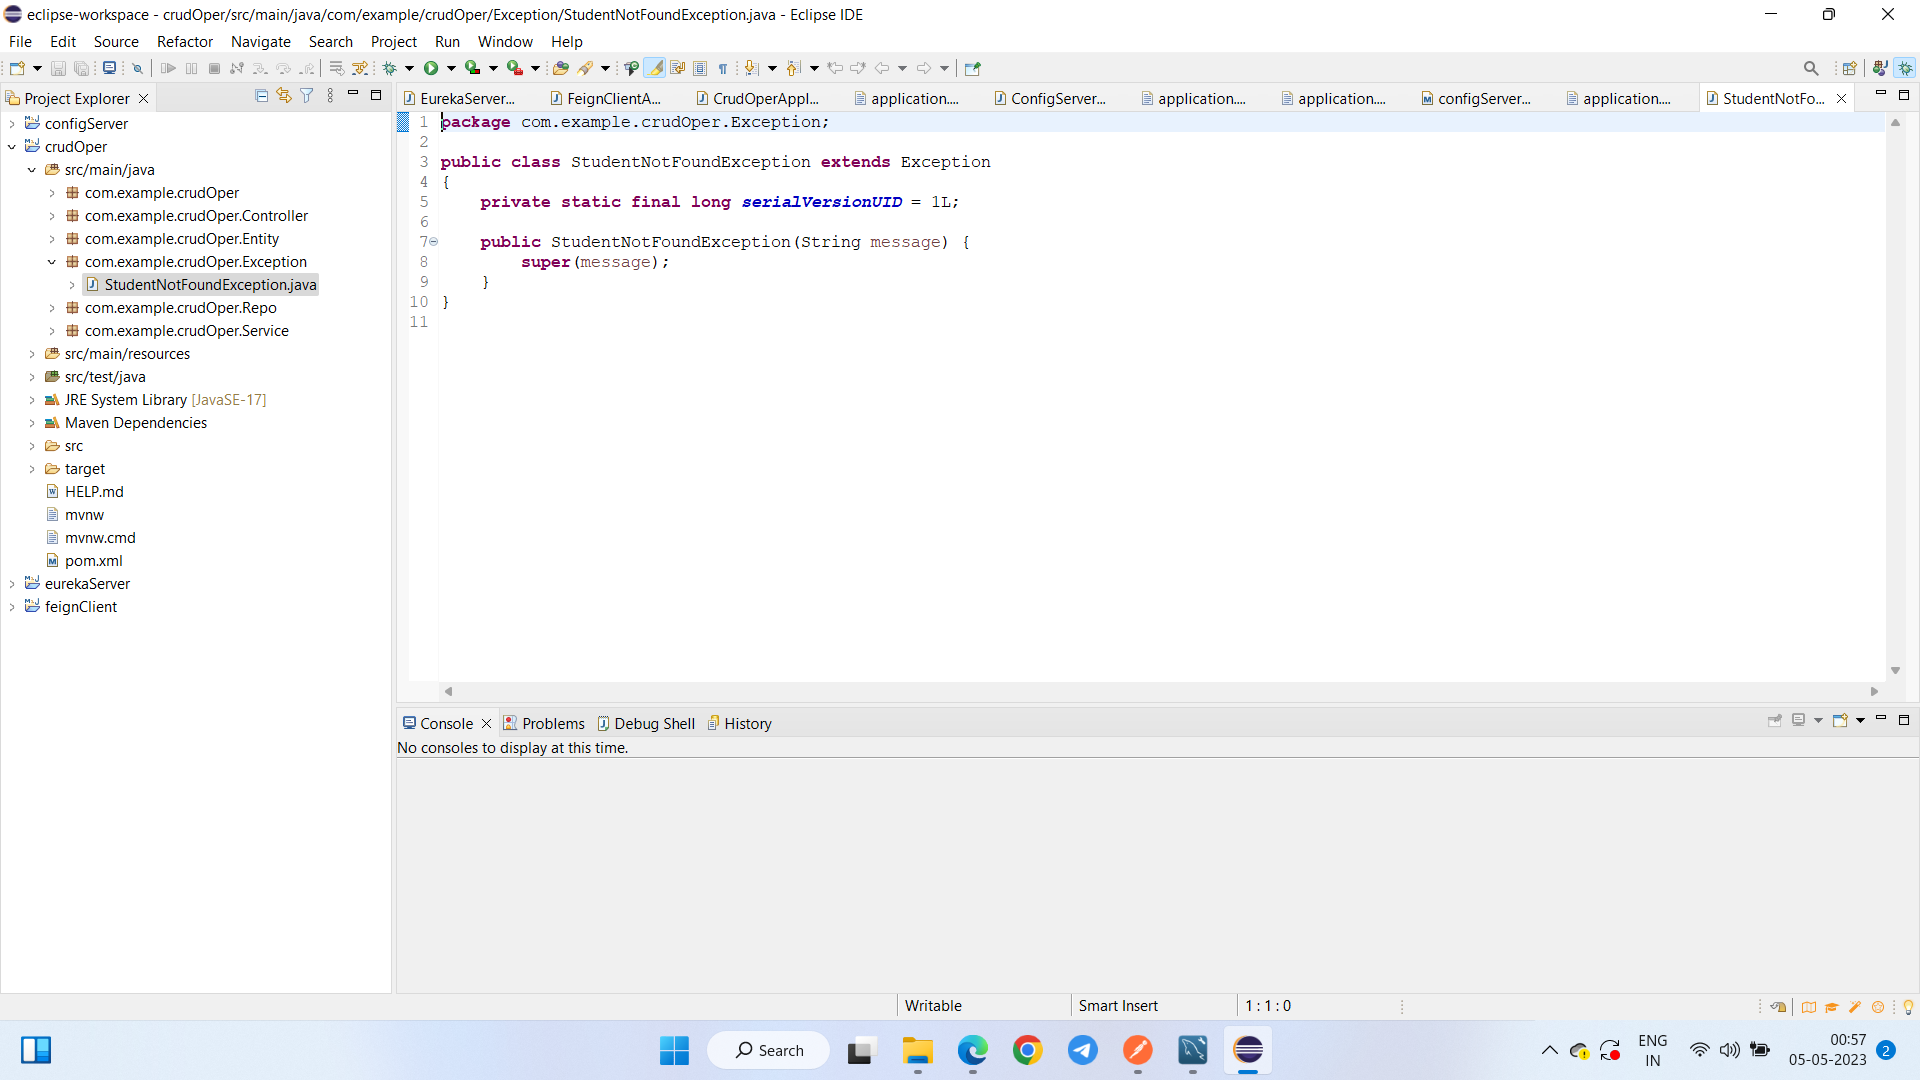 eclipse-workspace - crudOper/src/main/java/com/example/crudOper/Exception/StudentNotFoundException.java - Eclipse IDE
File Edit Source Refactor Navigate Search Project Run Window Help
Project Explorer
EurekaServer... FeignClientA... CrudOperAppl... application.... ConfigServer... application.... application.... configServer... application.... StudentNotFo...
configServer
crudOper
src/main/java
com.example.crudOper
com.example.crudOper.Controller
com.example.crudOper.Entity
com.example.crudOper.Exception
StudentNotFoundException.java
com.example.crudOper.Repo
com.example.crudOper.Service
src/main/resources
src/test/java
JRE System Library [JavaSE-17]
Maven Dependencies
src
target
HELP.md
mvnw
mvnw.cmd
pom.xml
eurekaServer
feignClient
1 package com.example.crudOper.Exception;
2
3 public class StudentNotFoundException extends Exception
4 {
5 private static final long serialVersionUID = 1L;
6
7 public StudentNotFoundException(String message) {
8 super(message);
9 }
10 }
11
Console Problems Debug Shell History
No consoles to display at this time.
Writable Smart Insert 1 : 1 : 0
Search
ENG
IN
00:57
05-05-2023
2